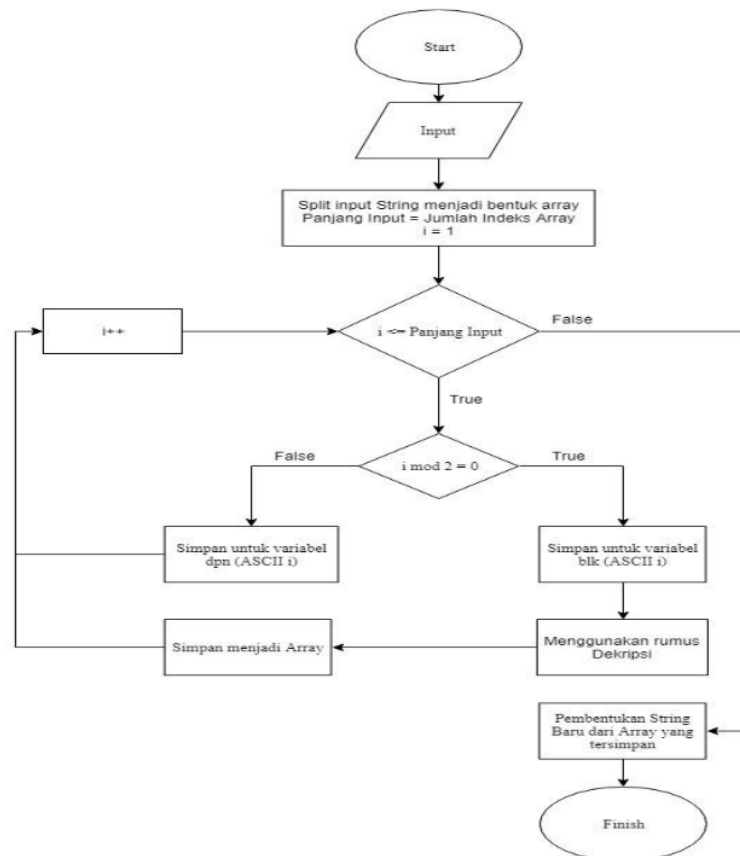 Start
Input
Split input String menjadi bentuk array
Panjang Input = Jumlah Indeks Array
i = 1
i++
i <= Panjang Input
False
True
i mod 2 = 0
False
True
Simpan untuk variabel
dpn (ASCII i)
Simpan untuk variabel
blk (ASCII i)
Simpan menjadi Array
Menggunakan rumus
Dekripsi
Pembentukan String
Baru dari Array yang
tersimpan
Finish